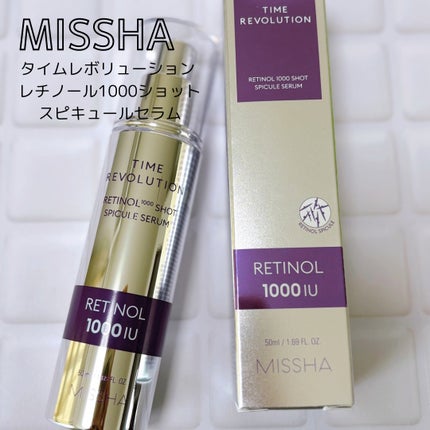 MISSHA
タイムレボリューション
レチノール1000ショット
スピキュールセラム
TIME
REVOLUTION
RETINOL 1000 SHOT
SPICULE SERUM
RETINOL SPICULE
RETINOL
1000 IU
50ml / 1.69 FL. OZ.
MISSHA
TIME
REVOLUTION
RETINOL 1000 SHOT
SPICULE SERUM
RETINOL
1000 IU
FL. OZ
MISSHA